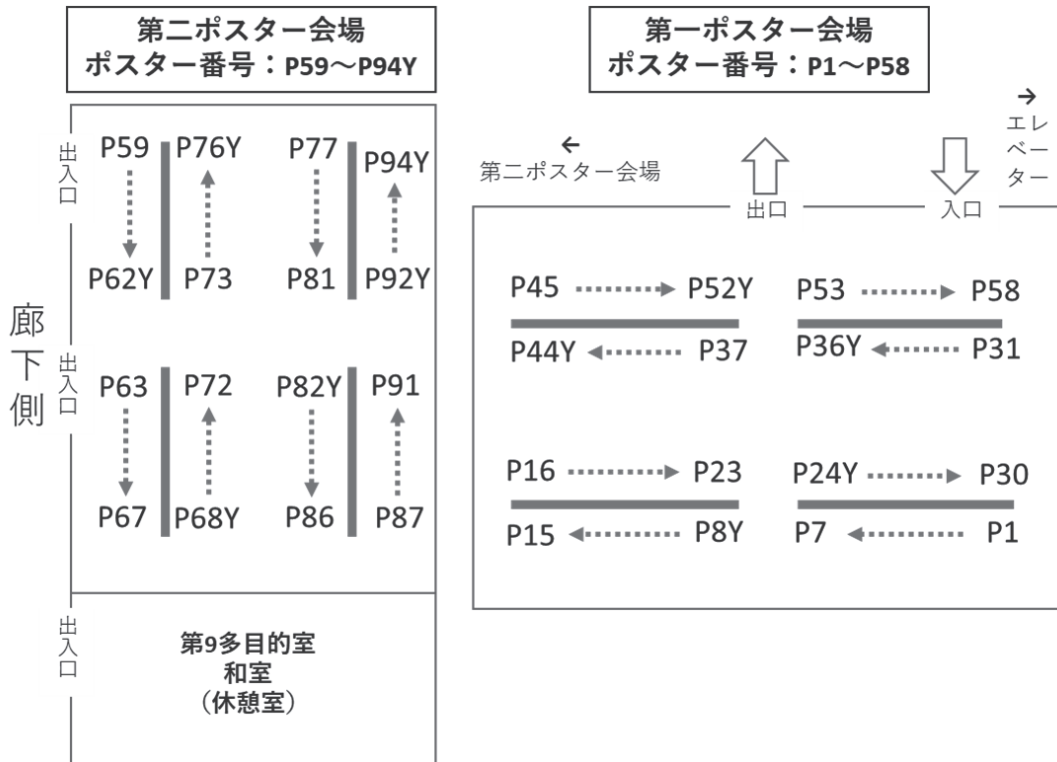 第二ポスター会場
ポスター番号：P59～P94Y
出入口
P59
P76Y
P77
P94Y
P62Y
P73
P81
P92Y
廊下側
出入口
P63
P72
P82Y
P91
P67
P68Y
P86
P87
出入口
第9多目的室
和室
（休憩室）
第一ポスター会場
ポスター番号：P1～P58
←
第二ポスター会場
→
エレ
ベー
ター
出口
入口
P45
P52Y
P53
P58
P44Y
P37
P36Y
P31
P16
P23
P24Y
P30
P15
P8Y
P7
P1